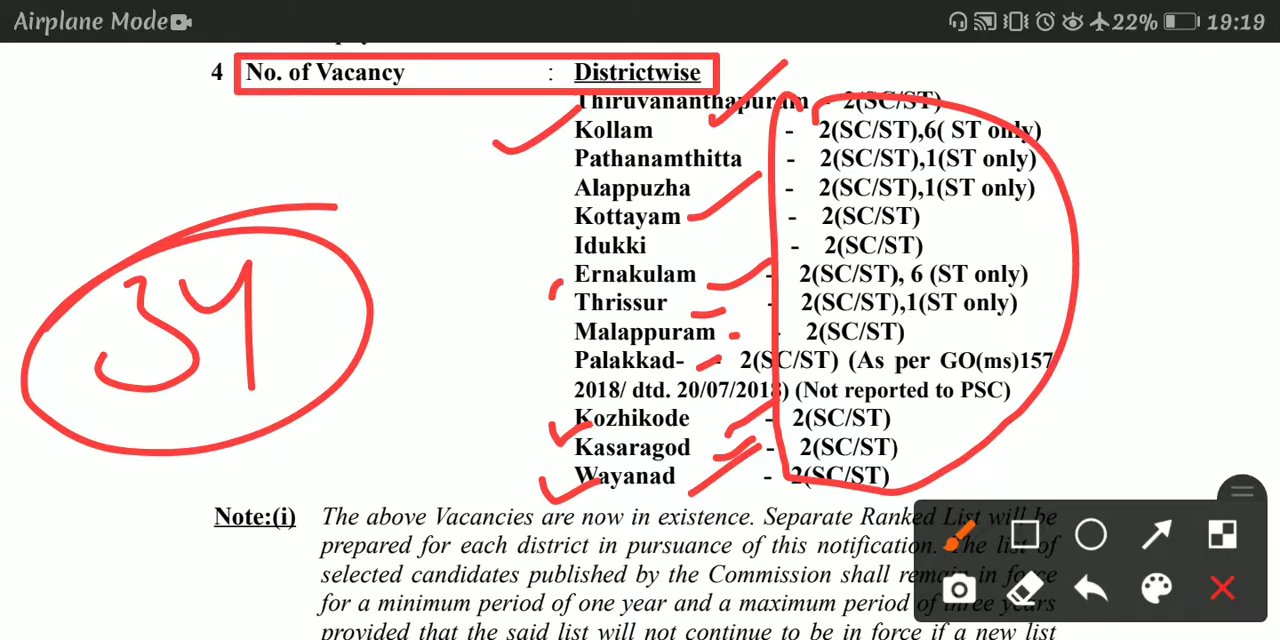 Airplane Mode 22% 19:19
4 No. of Vacancy : Districtwise
Thiruvananthapuram - 2(SC/ST)
Kollam - 2(SC/ST),6( ST only)
Pathanamthitta - 2(SC/ST),1(ST only)
Alappuzha - 2(SC/ST),1(ST only)
Kottayam - 2(SC/ST)
Idukki - 2(SC/ST)
Ernakulam - 2(SC/ST), 6 (ST only)
Thrissur - 2(SC/ST),1(ST only)
Malappuram - 2(SC/ST)
Palakkad- - 2(SC/ST) (As per GO(ms)157
2018/ dtd. 20/07/2018) (Not reported to PSC)
Kozhikode - 2(SC/ST)
Kasaragod - 2(SC/ST)
Wayanad - 2(SC/ST)
34
Note:(i) The above Vacancies are now in existence. Separate Ranked List will be
prepared for each district in pursuance of this notification. The list of
selected candidates published by the Commission shall remain in force
for a minimum period of one year and a maximum period of three years
provided that the said list will not continue to be in force if a new list